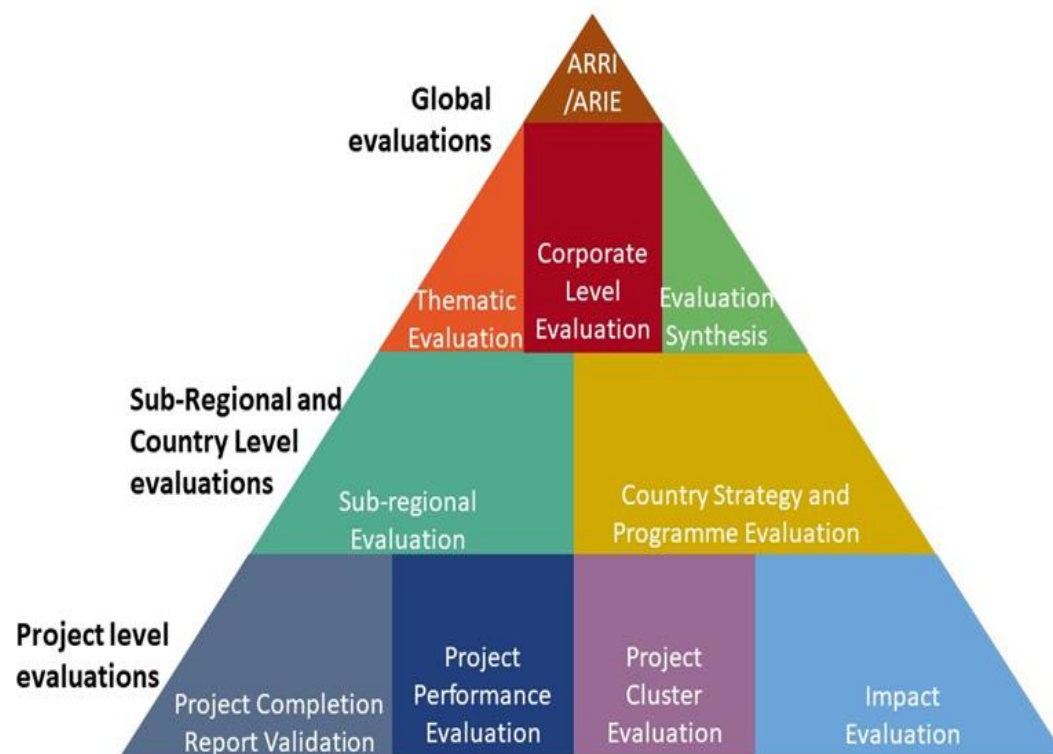 ARRI
/ARIE
Global
evaluations
Corporate
Level
Evaluation
Thematic
Evaluation
Evaluation
Synthesis
Sub-Regional and
Country Level
evaluations
Sub-regional
Evaluation
Country Strategy and
Programme Evaluation
Project level
evaluations
Project Completion
Report Validation
Project
Performance
Evaluation
Project
Cluster
Evaluation
Impact
Evaluation